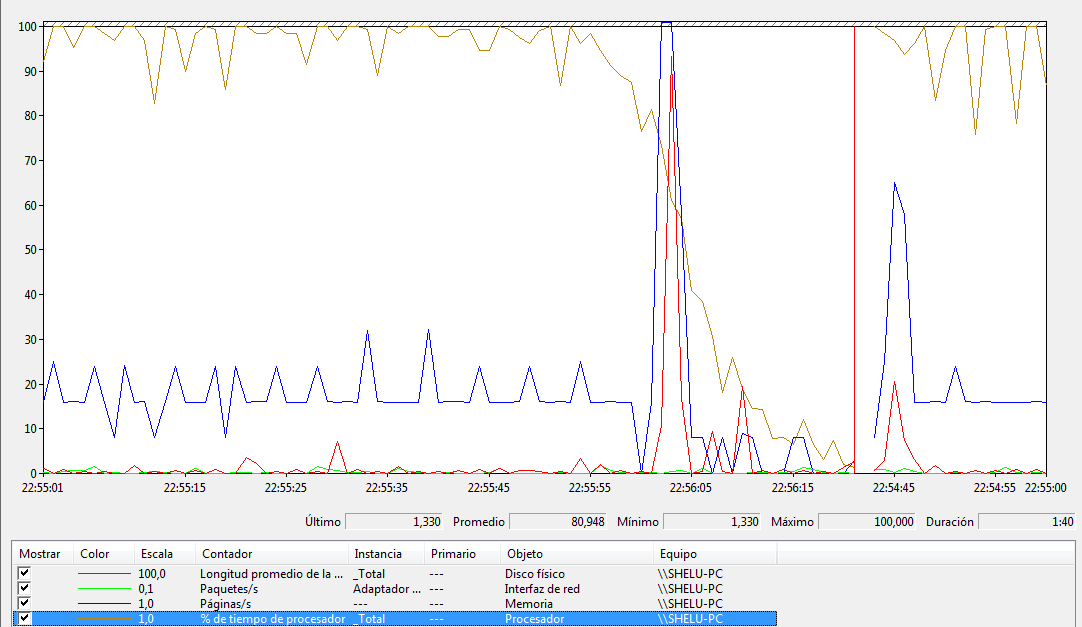 100
90
80
70
60
50
40
30
20
10
0
22:55:01 22:55:15 22:55:25 22:55:35 22:55:45 22:55:55 22:56:05 22:56:15 22:54:45 22:54:55 22:55:00
Último 1,330 Promedio 80,948 Mínimo 1,330 Máximo 100,000 Duración 1:40
Mostrar Color Escala Contador Instancia Primario Objeto Equipo
100,0 Longitud promedio de la ... _Total --- Disco físico \\SHELU-PC
0,1 Paquetes/s Adaptador ... --- Interfaz de red \\SHELU-PC
1,0 Páginas/s --- --- Memoria \\SHELU-PC
1,0 % de tiempo de procesador _Total --- Procesador \\SHELU-PC